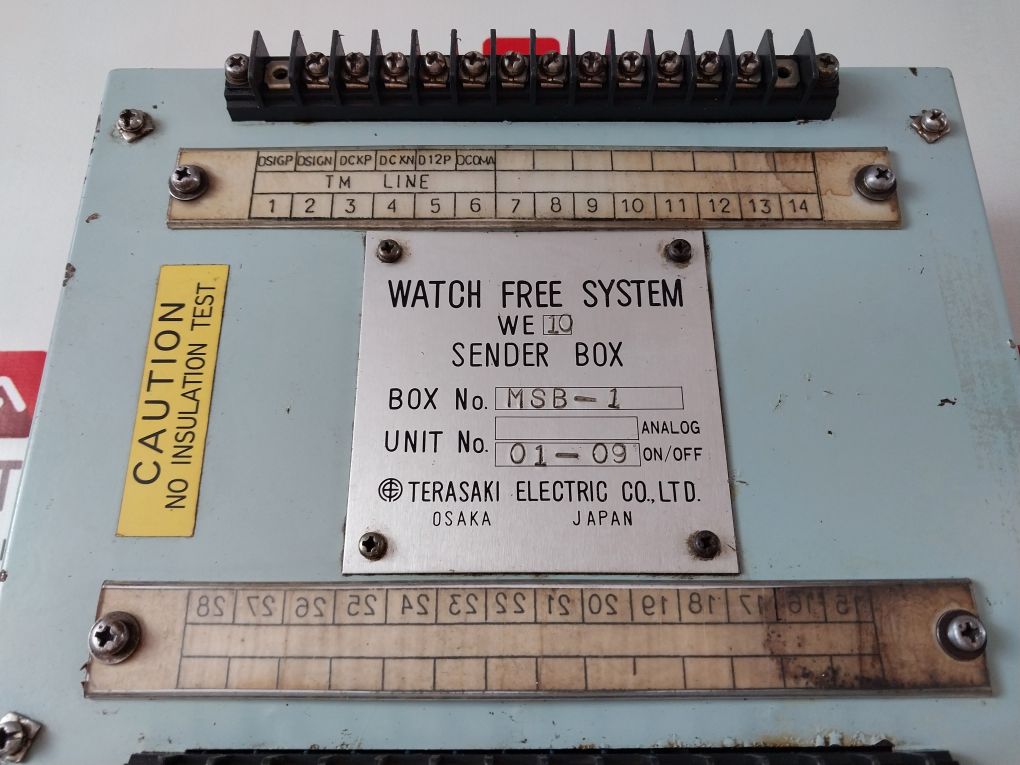 DSIGP DSIGN DCKP DCKN D12P DCOMA
TM LINE
1 2 3 4 5 6 7 8 9 10 11 12 13 14
CAUTION
NO INSULATION TEST
WATCH FREE SYSTEM
WE 10
SENDER BOX
BOX No. MSB-1
UNIT No.
ANALOG
01-09 ON/OFF
TERASAKI ELECTRIC CO.,LTD.
OSAKA JAPAN
28 27 26 25 24 23 22 21 20 19 18 17 16 15